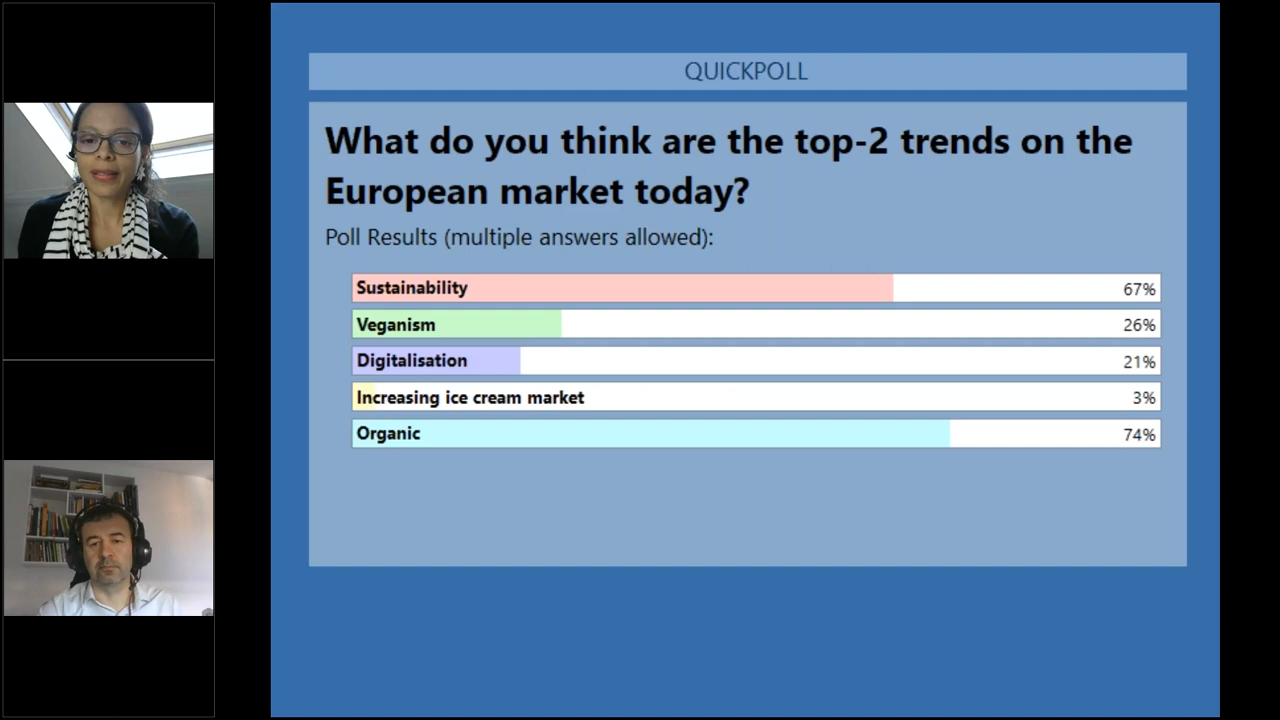 QUICKPOLL
What do you think are the top-2 trends on the
European market today?
Poll Results (multiple answers allowed):
Sustainability 67%
Veganism 26%
Digitalisation 21%
Increasing ice cream market 3%
Organic 74%